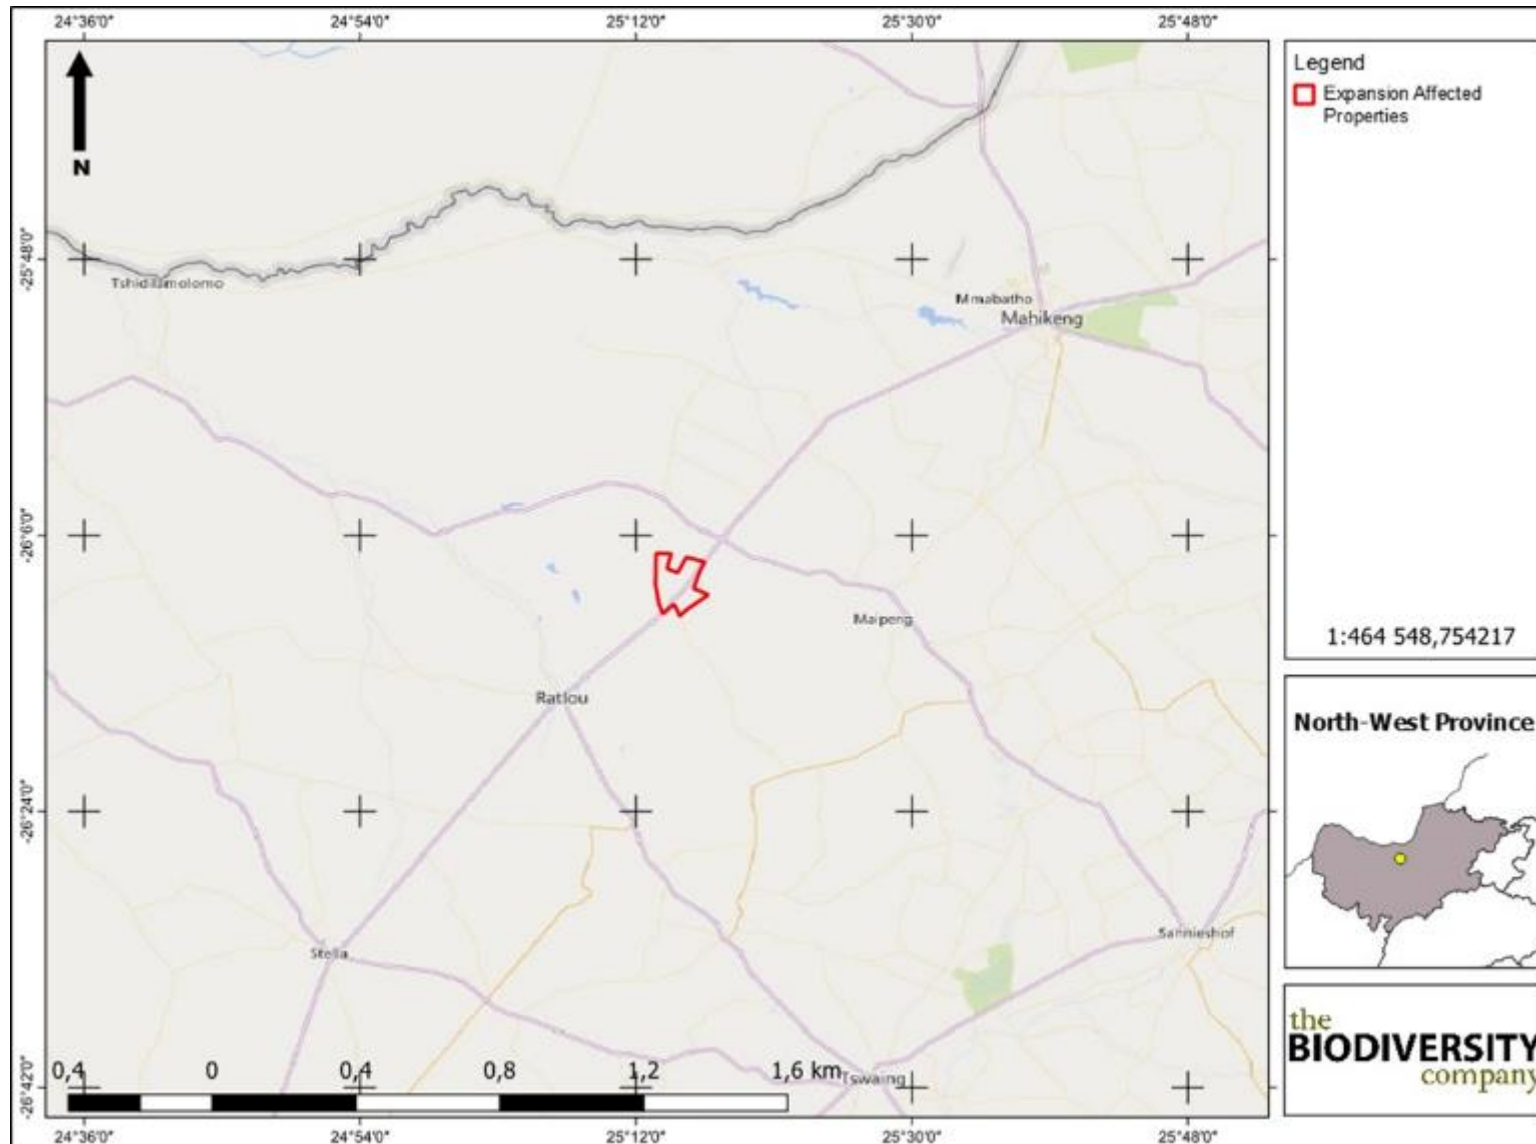 24°36'0" 24°54'0" 25°12'0" 25°30'0" 25°48'0"
N
-25°48'0"
-26°6'0"
-26°24'0"
-26°42'0"
Tshidilamolomo
Mmabatho
Mahikeng
Maipeng
Ratlou
Stella
Sannieshof
Tswaing
0,4 0 0,4 0,8 1,2 1,6 km
24°36'0" 24°54'0" 25°12'0" 25°30'0" 25°48'0"
Legend
Expansion Affected
Properties
1:464 548,754217
North-West Province
the
BIODIVERSITY
company